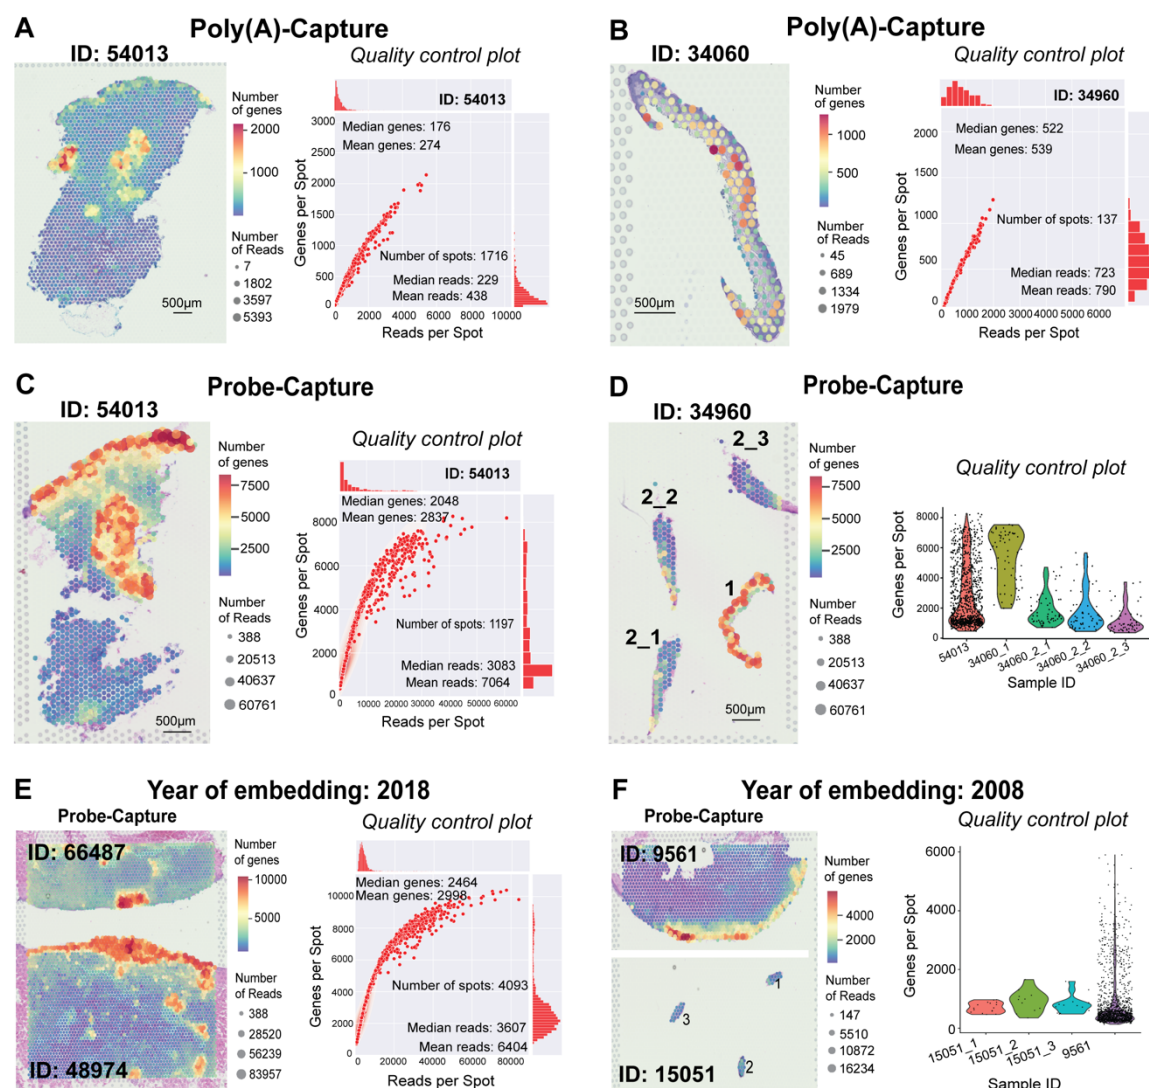 A
Poly(A)-Capture
ID: 54013
Quality control plot
Number
of genes
2000
1000
Number
of Reads
7
1802
3597
5393
500µm
ID: 54013
3000
2500
2000
1500
1000
500
0
Genes per Spot
Median genes: 176
Mean genes: 274
Number of spots: 1716
Median reads: 229
Mean reads: 438
0
2000
4000
6000
8000
10000
Reads per Spot
B
Poly(A)-Capture
ID: 34060
Quality control plot
Number
of genes
1000
500
Number
of Reads
45
689
1334
1979
500µm
ID: 34960
2000
1500
1000
500
0
Genes per Spot
Median genes: 522
Mean genes: 539
Number of spots: 137
Median reads: 723
Mean reads: 790
0
1000
2000
3000
4000
5000
6000
Reads per Spot
C
Probe-Capture
ID: 54013
Quality control plot
Number
of genes
7500
5000
2500
Number
of Reads
388
20513
40637
60761
500µm
ID: 54013
8000
6000
4000
2000
0
Genes per Spot
Median genes: 2048
Mean genes: 2837
Number of spots: 1197
Median reads: 3083
Mean reads: 7064
0
10000
20000
30000
40000
50000
60000
Reads per Spot
D
Probe-Capture
ID: 34960
2_3
2_2
1
2_1
500µm
Number
of genes
7500
5000
2500
Number
of Reads
388
20513
40637
60761
Quality control plot
8000
6000
4000
2000
0
Genes per Spot
54013
34060_1
34060_2_1
34060_2_2
34060_2_3
Sample ID
E
Year of embedding: 2018
Probe-Capture
Quality control plot
ID: 66487
ID: 48974
Number
of genes
10000
5000
Number
of Reads
388
28520
56239
83957
10000
8000
6000
4000
2000
0
Genes per Spot
Median genes: 2464
Mean genes: 2998
Number of spots: 4093
Median reads: 3607
Mean reads: 6404
0
20000
40000
60000
80000
Reads per Spot
F
Year of embedding: 2008
Probe-Capture
Quality control plot
ID: 9561
1
3
2
ID: 15051
Number
of genes
4000
2000
Number
of Reads
147
5510
10872
16234
6000
4000
2000
0
Genes per Spot
15051_1
15051_2
15051_3
9561
Sample ID